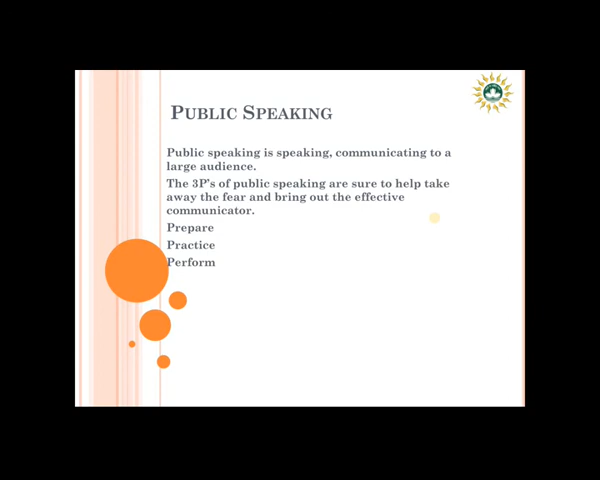 PUBLIC SPEAKING
Public speaking is speaking, communicating to a
large audience.
The 3P's of public speaking are sure to help take
away the fear and bring out the effective
communicator.
Prepare
Practice
Perform